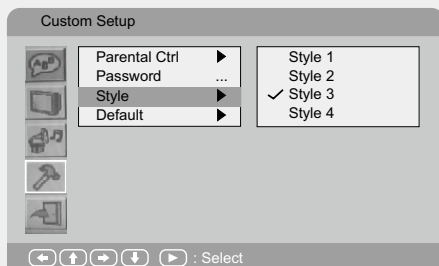 Custom Setup
Parental Ctrl
Password ...
Style
Default
Style 1
Style 2
Style 3
Style 4
: Select